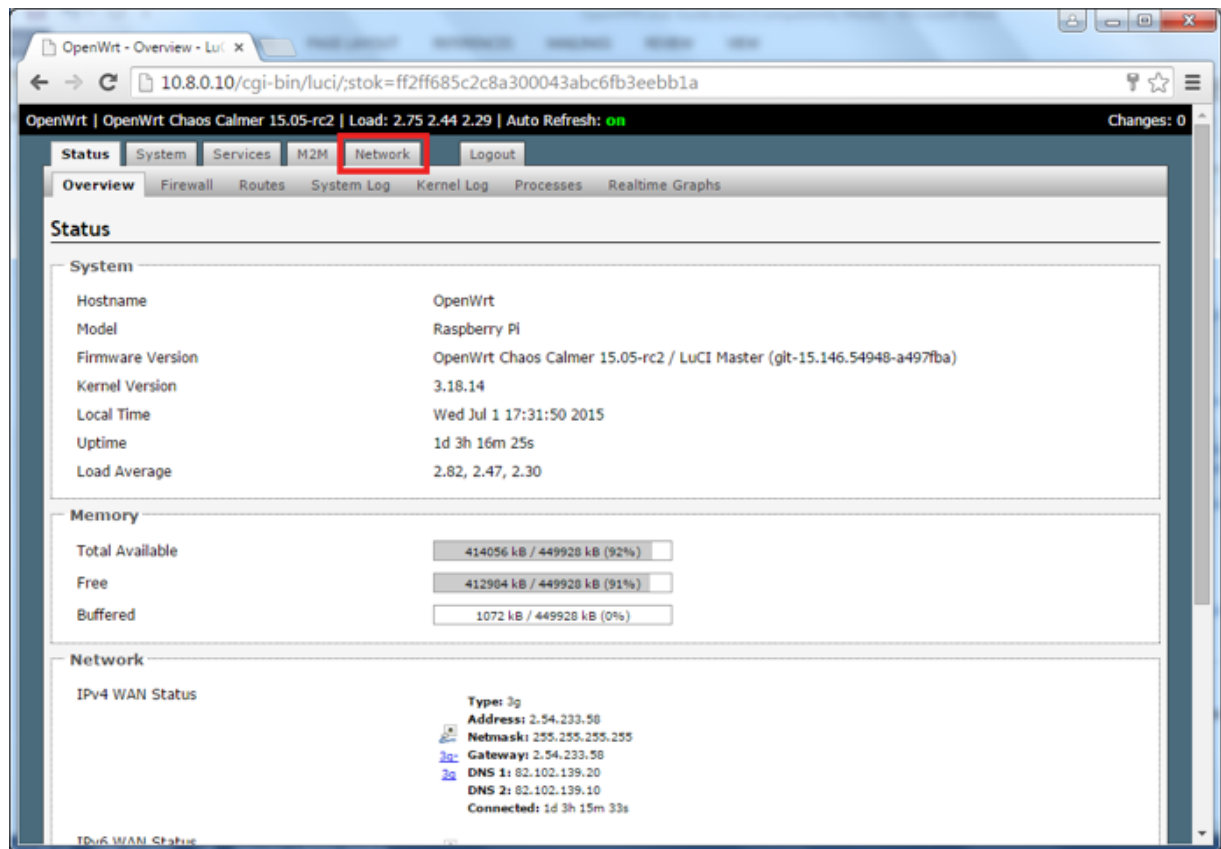 OpenWrt - Overview - LuC
10.8.0.10/cgi-bin/luci/;stok=ff2ff685c2c8a300043abc6fb3eebb1a
OpenWrt | OpenWrt Chaos Calmer 15.05-rc2 | Load: 2.75 2.44 2.29 | Auto Refresh: on Changes: 0
Status System Services M2M Network Logout
Overview Firewall Routes System Log Kernel Log Processes Realtime Graphs
Status
System
Hostname OpenWrt
Model Raspberry Pi
Firmware Version OpenWrt Chaos Calmer 15.05-rc2 / LuCI Master (git-15.146.54948-a497fba)
Kernel Version 3.18.14
Local Time Wed Jul 1 17:31:50 2015
Uptime 1d 3h 16m 25s
Load Average 2.82, 2.47, 2.30
Memory
Total Available 414056 kB / 449928 kB (92%)
Free 412984 kB / 449928 kB (91%)
Buffered 1072 kB / 449928 kB (0%)
Network
IPv4 WAN Status
Type: 3g
Address: 2.54.233.58
Netmask: 255.255.255.255
3g- Gateway: 2.54.233.58
3g DNS 1: 82.102.139.20
DNS 2: 82.102.139.10
Connected: 1d 3h 15m 33s
IPv6 WAN Status